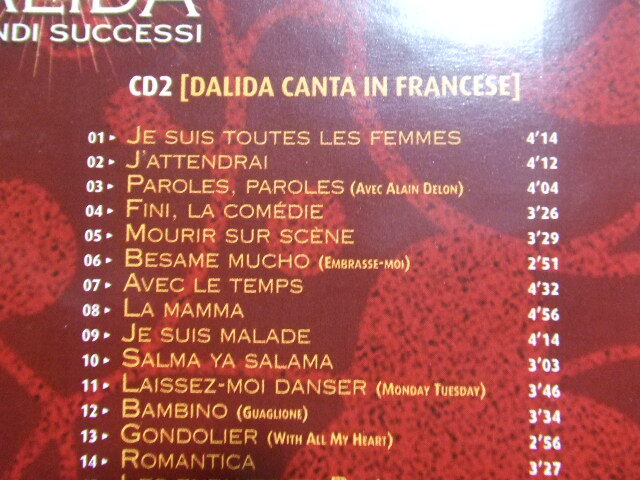 NDI SUCCESSI
CD2 [DALIDA CANTA IN FRANCESE]
01 JE SUIS TOUTES LES FEMMES 4'14
02 J'ATTENDRAI 4'12
03 PAROLES, PAROLES (AVEC ALAIN DELON) 4'04
04 FINI, LA COMÉDIE 3'26
05 MOURIR SUR SCÈNE 3'29
06 BESAME MUCHO (EMBRASSE-MOI) 2'51
07 AVEC LE TEMPS 4'32
08 LA MAMMA 4'56
09 JE SUIS MALADE 4'14
10 SALMA YA SALAMA 3'03
11 LAISSEZ-MOI DANSER (MONDAY TUESDAY) 3'46
12 BAMBINO (GUAGLIONE) 3'34
13 GONDOLIER (WITH ALL MY HEART) 2'56
14 ROMANTICA 3'27